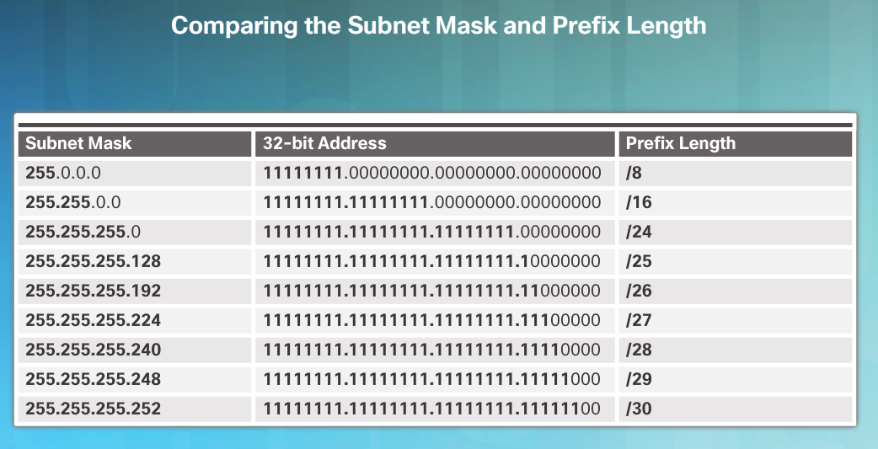 Comparing the Subnet Mask and Prefix Length
Subnet Mask 32-bit Address Prefix Length
255.0.0.0 11111111.00000000.00000000.00000000 /8
255.255.0.0 11111111.11111111.00000000.00000000 /16
255.255.255.0 11111111.11111111.11111111.00000000 /24
255.255.255.128 11111111.11111111.11111111.10000000 /25
255.255.255.192 11111111.11111111.11111111.11000000 /26
255.255.255.224 11111111.11111111.11111111.11100000 /27
255.255.255.240 11111111.11111111.11111111.11110000 /28
255.255.255.248 11111111.11111111.11111111.11111000 /29
255.255.255.252 11111111.11111111.11111111.11111100 /30